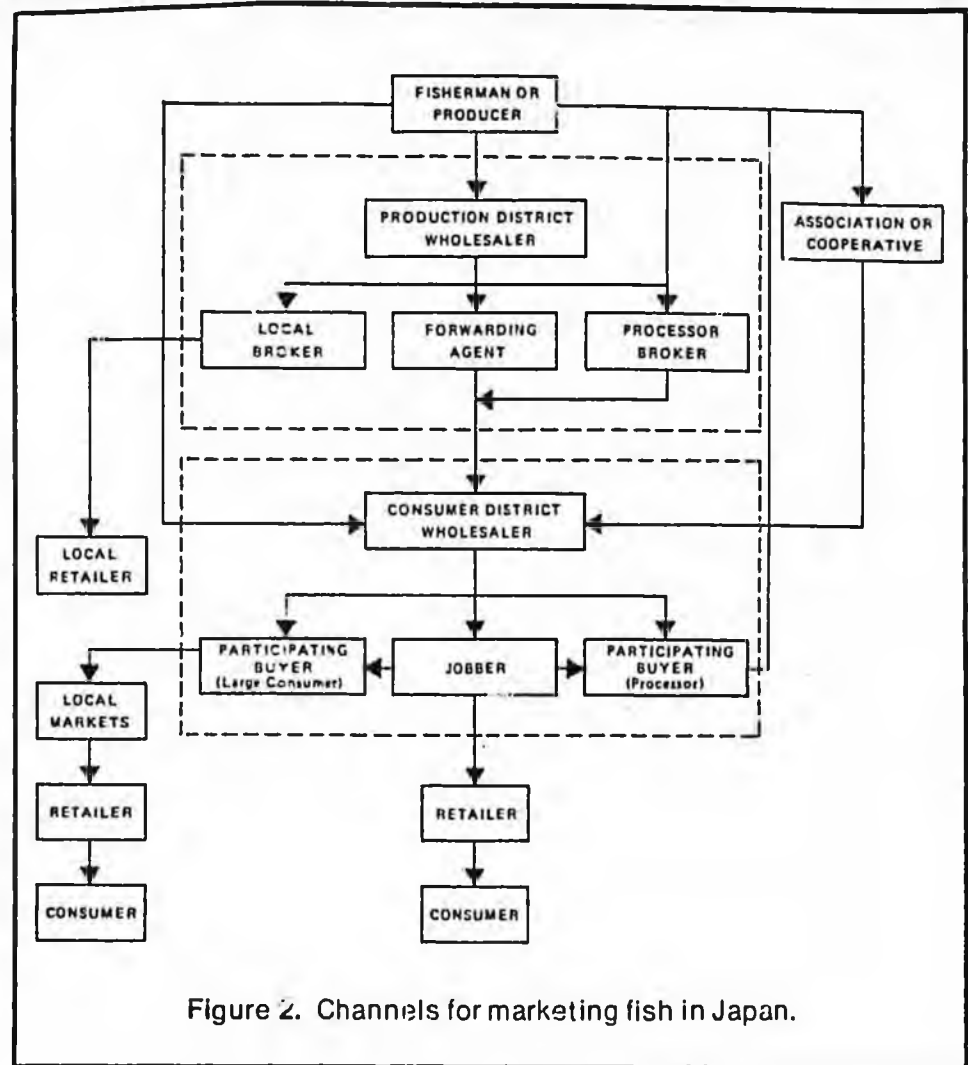 FISHERMAN OR
PRODUCER
PRODUCTION DISTRICT
WHOLESALER
ASSOCIATION OR
COOPERATIVE
LOCAL
BROKER
FORWARDING
AGENT
PROCESSOR
BROKER
CONSUMER DISTRICT
WHOLESALER
LOCAL
RETAILER
PARTICIPATING
BUYER
(Large Consumer)
JOBBER
PARTICIPATING
BUYER
(Processor)
LOCAL
MARKETS
RETAILER
RETAILER
CONSUMER
CONSUMER
Figure 2. Channels for marketing fish in Japan.